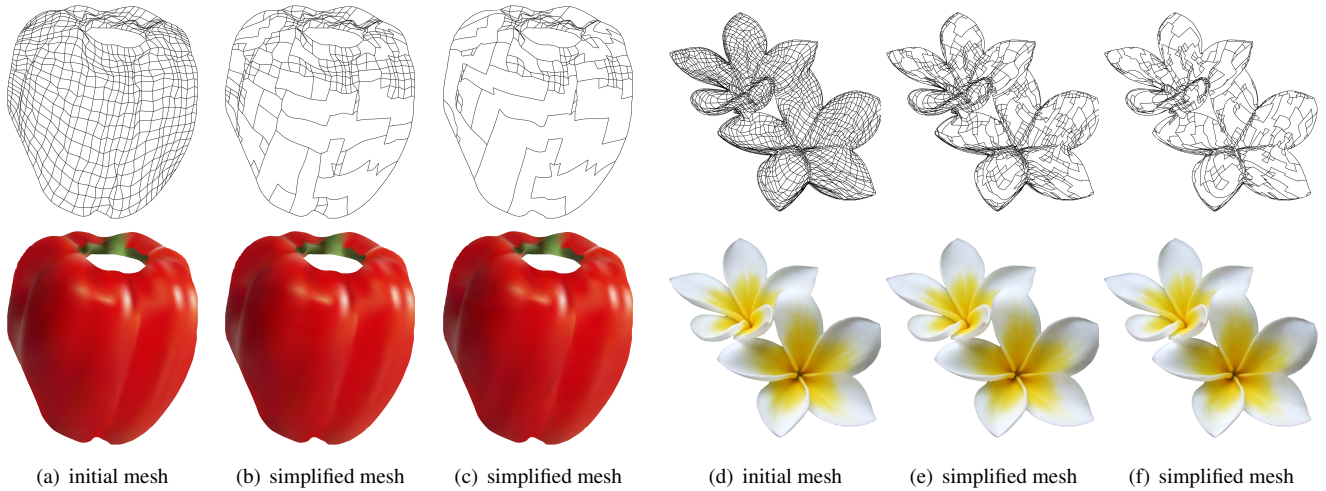 (a) initial mesh
(b) simplified mesh
(c) simplified mesh
(d) initial mesh
(e) simplified mesh
(f) simplified mesh